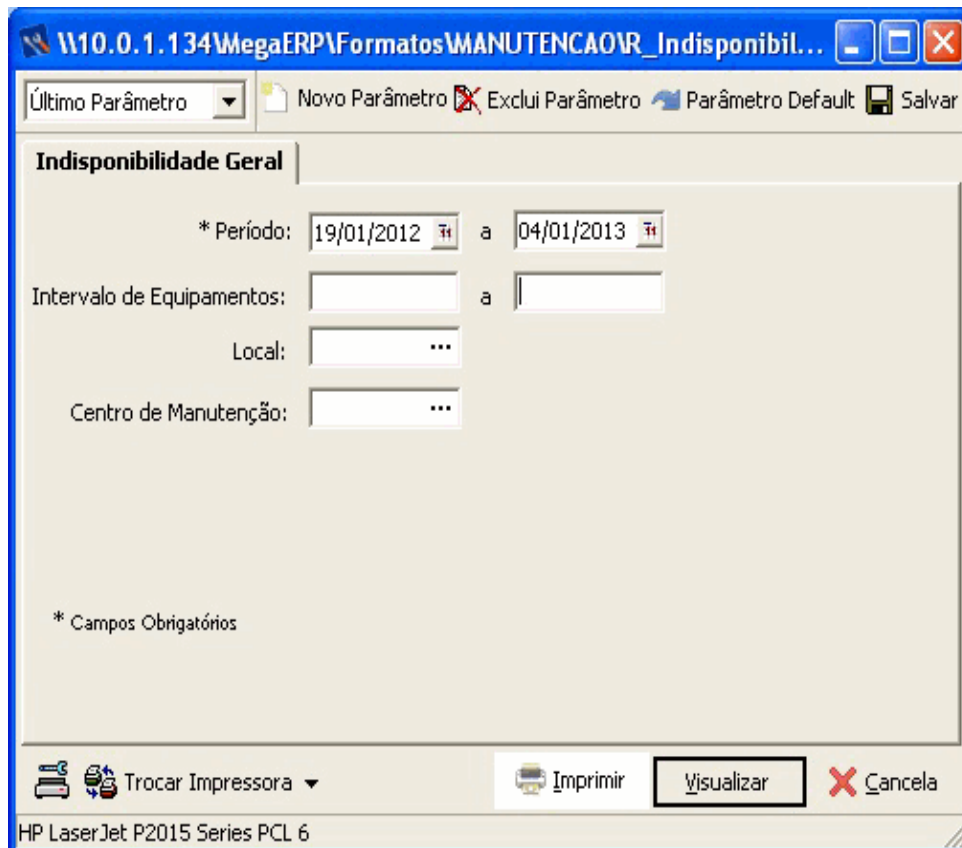 \\10.0.1.134\MegaERP\Formatos\MANUTENCAO\R_Indisponibil...
Último Parâmetro Novo Parâmetro Exclui Parâmetro Parâmetro Default Salvar
Indisponibilidade Geral
* Período: 19/01/2012 a 04/01/2013
Intervalo de Equipamentos: a
Local: ...
Centro de Manutenção: ...
* Campos Obrigatórios
Trocar Impressora Imprimir Visualizar Cancela
HP LaserJet P2015 Series PCL 6